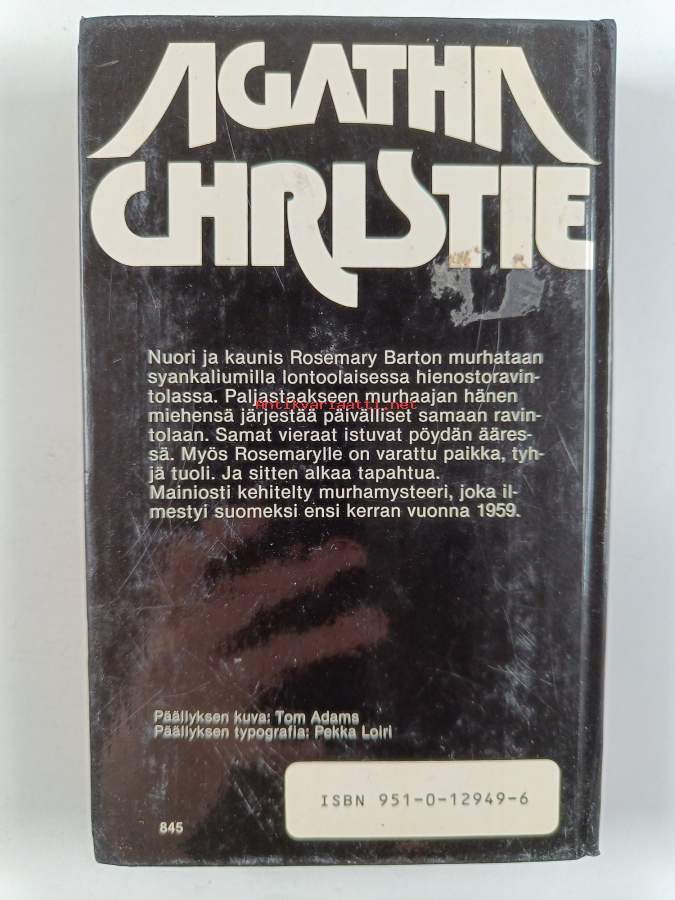 AGATHA
CHRISTIE
Nuori ja kaunis Rosemary Barton murhataan
syankaliumilla lontoolaisessa hienostoravin-
tolassa. Paljastaakseen murhaajan hänen
Antikvariaatti.net
miehensä järjestää päivälliset samaan ravin-
tolaan. Samat vieraat istuvat pöydän ääres-
sä. Myös Rosemarylle on varattu paikka, tyh-
jä tuoli. Ja sitten alkaa tapahtua.
Mainiosti kehitelty murhamysteeri, joka il-
mestyi suomeksi ensi kerran vuonna 1959.
Päällyksen kuva: Tom Adams
Päällyksen typografia: Pekka Loiri
ISBN 951-0-12949-6
845